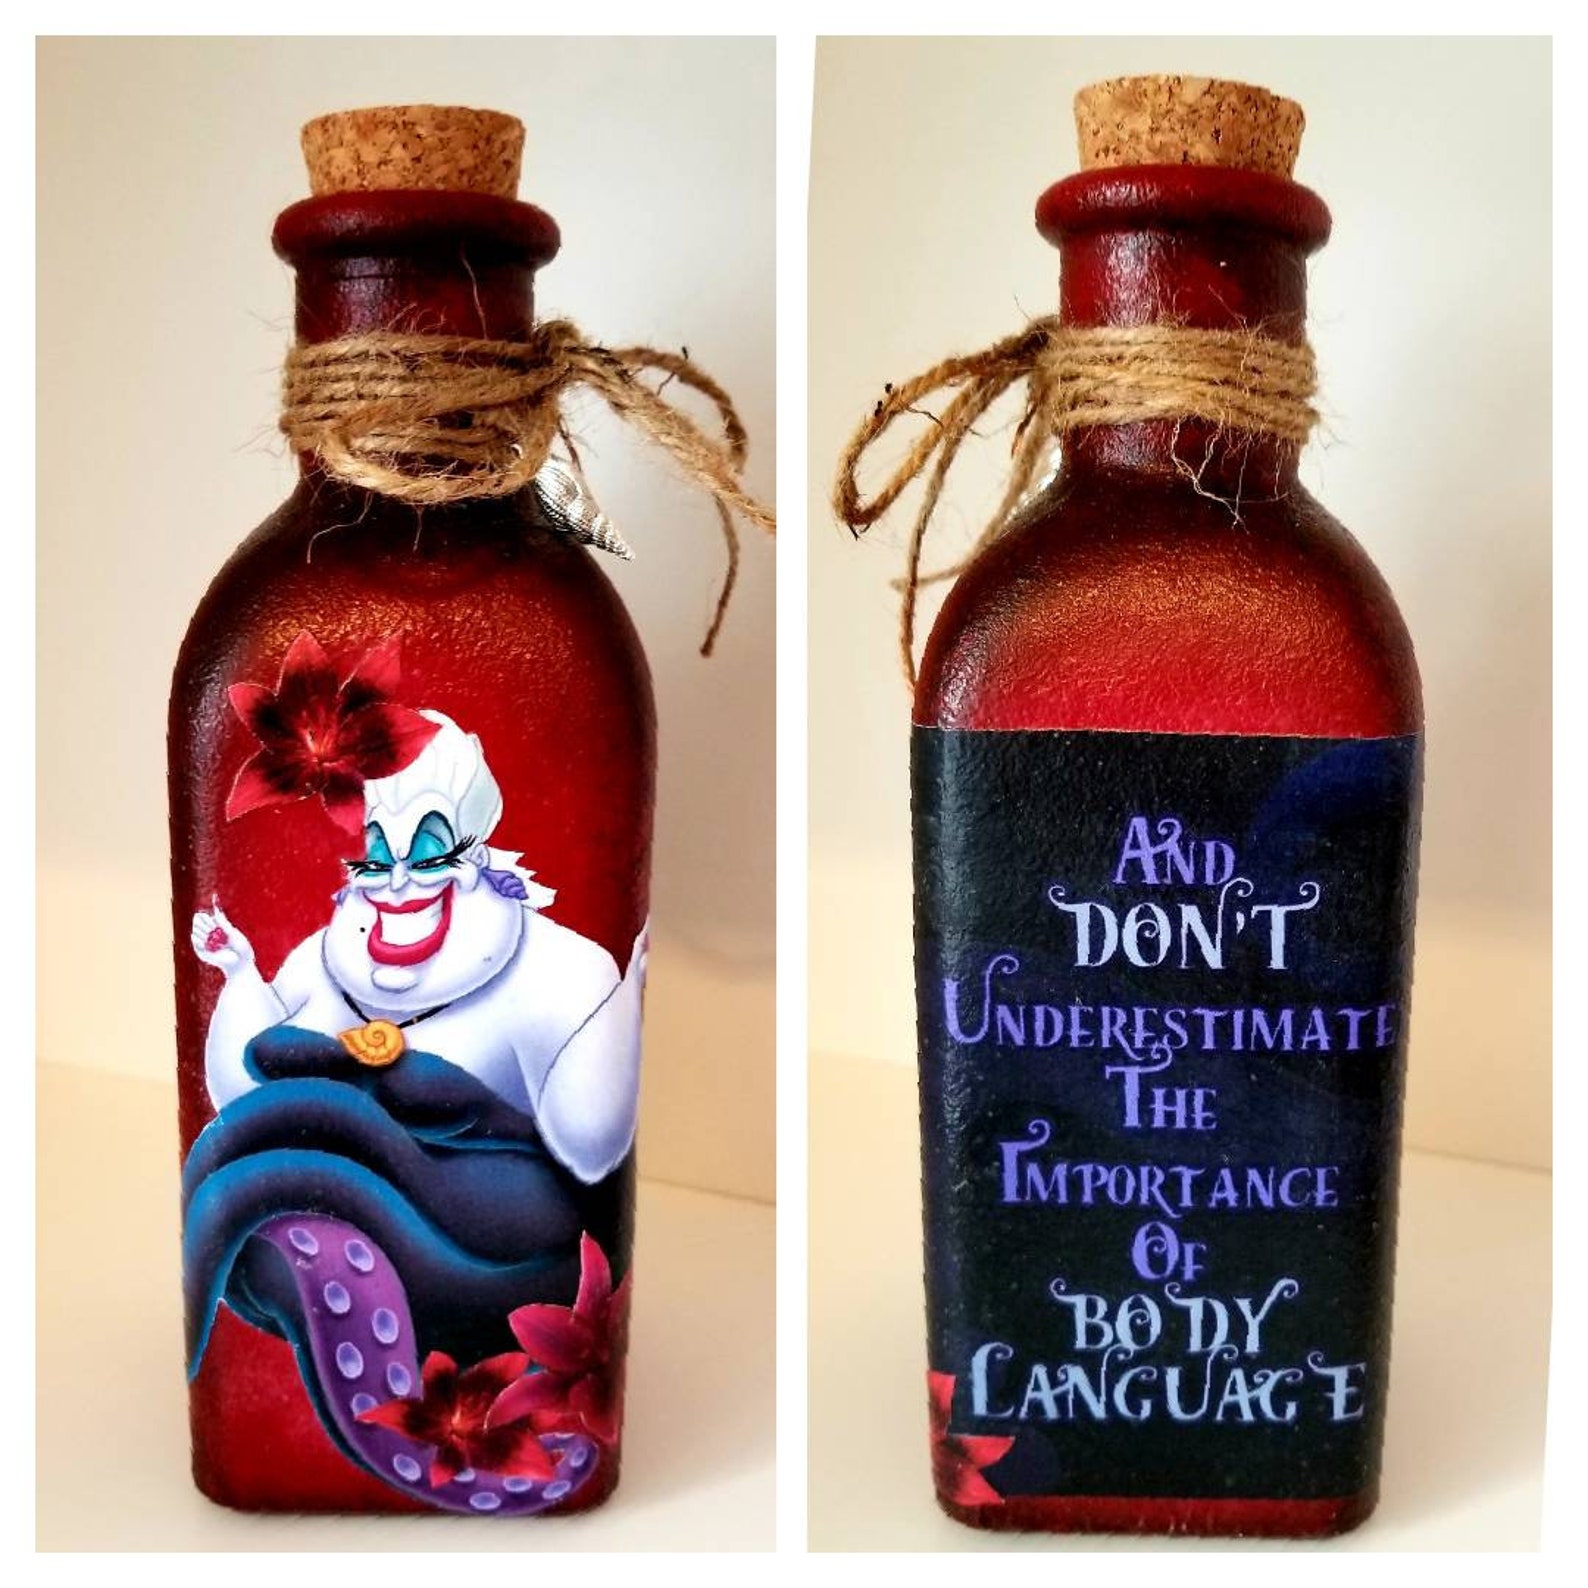 And
DON'T
Underestimate
The
Importance
Of
BODY
LANGUAGE